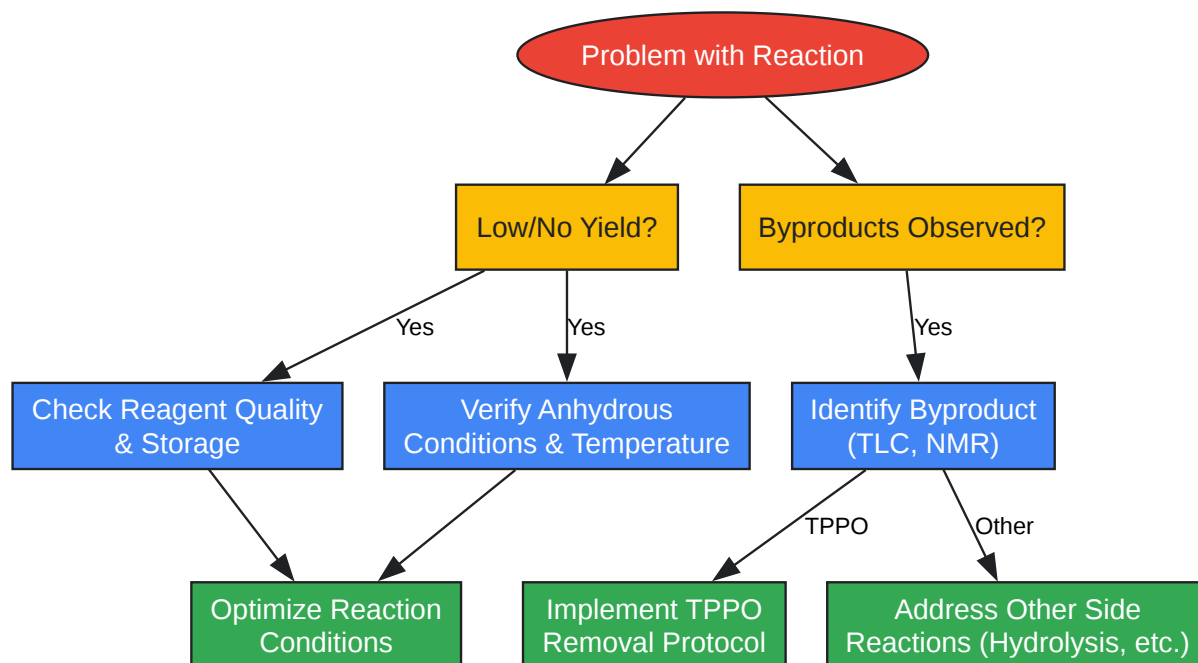 Problem with Reaction
Low/No Yield?
Byproducts Observed?
Yes
Yes
Yes
Check Reagent Quality
& Storage
Verify Anhydrous
Conditions & Temperature
Identify Byproduct
(TLC, NMR)
TPPO
Other
Optimize Reaction
Conditions
Implement TPPO
Removal Protocol
Address Other Side
Reactions (Hydrolysis, etc.)